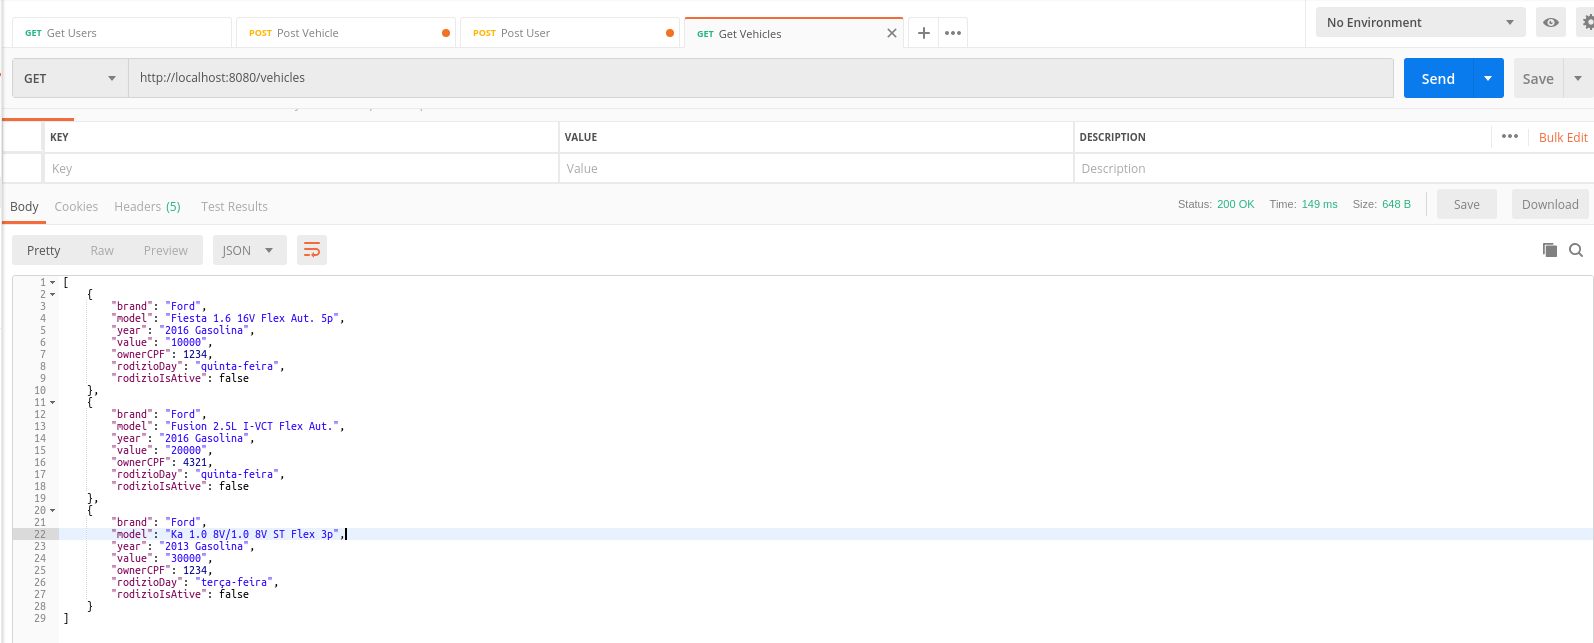 GET Get Users
POST Post Vehicle
POST Post User
GET Get Vehicles
No Environment
GET
http://localhost:8080/vehicles
Send
Save
KEY VALUE DESCRIPTION
Bulk Edit
Key Value Description
Body Cookies Headers (5) Test Results
Status: 200 OK Time: 149 ms Size: 648 B
Save
Download
Pretty Raw Preview
JSON
1 [
2 {
3 "brand": "Ford",
4 "model": "Fiesta 1.6 16V Flex Aut. 5p",
5 "year": "2016 Gasolina",
6 "value": "10000",
7 "ownerCPF": 1234,
8 "rodizioDay": "quinta-feira",
9 "rodizioIsAtive": false
10 },
11 {
12 "brand": "Ford",
13 "model": "Fusion 2.5L I-VCT Flex Aut.",
14 "year": "2016 Gasolina",
15 "value": "20000",
16 "ownerCPF": 4321,
17 "rodizioDay": "quinta-feira",
18 "rodizioIsAtive": false
19 },
20 {
21 "brand": "Ford",
22 "model": "Ka 1.0 8V/1.0 8V ST Flex 3p",
23 "year": "2013 Gasolina",
24 "value": "30000",
25 "ownerCPF": 1234,
26 "rodizioDay": "terça-feira",
27 "rodizioIsAtive": false
28 }
29 ]